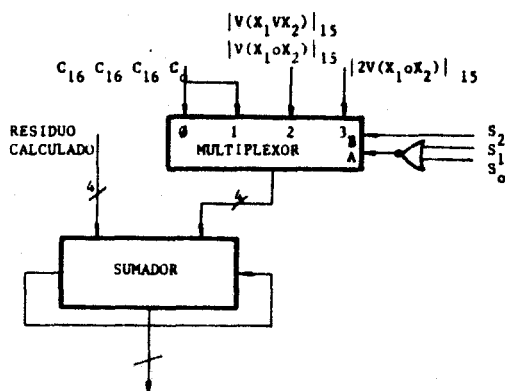 |V(X₁VX₂)|₁₅
|V(X₁oX₂)|₁₅
C₁₆ C₁₆ C₁₆ C₀
|2V(X₁oX₂)| ₁₅
RESIDUO
CALCULADO
0 1 2 3
MULTIPLEXOR
B
A
S₂
S₁
S₀
4
4
SUMADOR